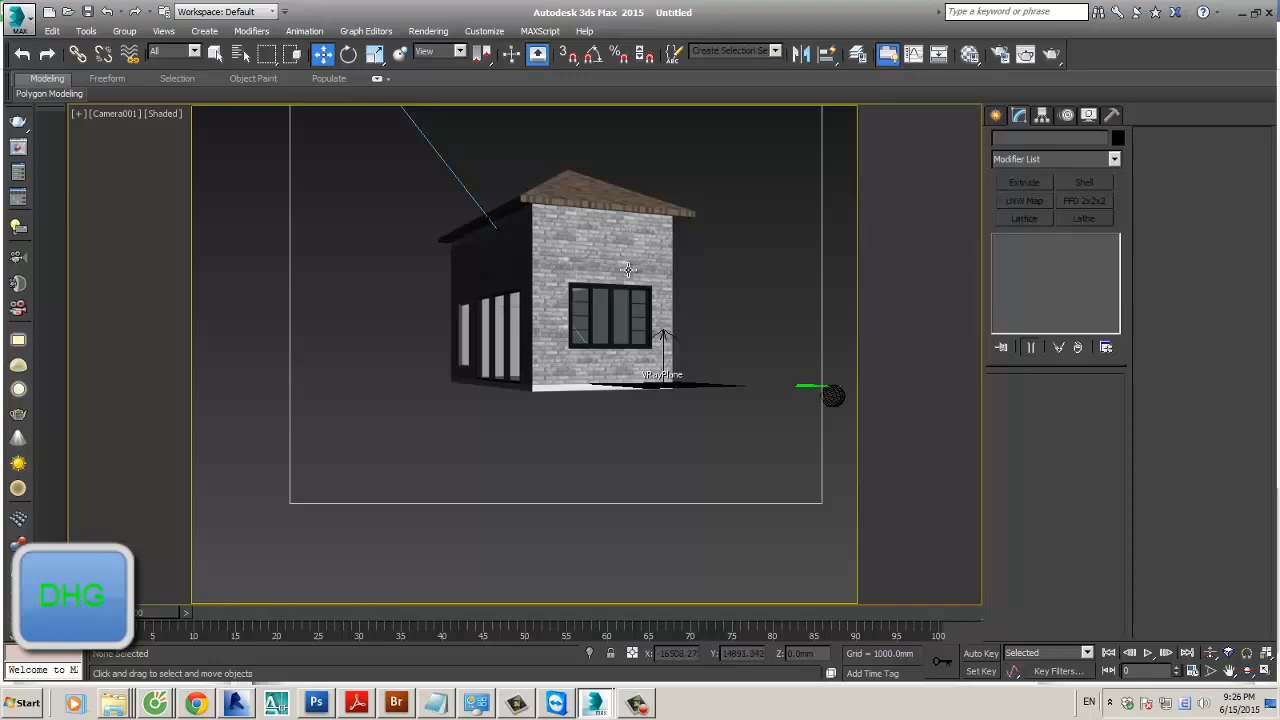 Workspace: Default
Autodesk 3ds Max 2015 Untitled
Type a keyword or phrase
MAX
Edit Tools Group Views Create Modifiers Animation Graph Editors Rendering Customize MAXScript Help
All
View
Create Selection Se
Modeling Freeform Selection Object Paint Populate
Polygon Modeling
[+] [Camera001] [Shaded]
Modifier List
Extrude Shell
UVW Map FFD 2x2x2
Lattice Lathe
VRayPlane
DHG
5 10 15 20 25 30 35 40 45 50 55 60 65 70 75 80 85 90 95 100
None Selected
X: Y: 14893.342 Z: 0.0mm
Grid = 1000.0mm
Auto Key Selected
Welcome to M
Click and drag to select and move objects
Add Time Tag
Set Key Key Filters...
0
Start
Ps
Br
EN
9:26 PM
6/15/2015